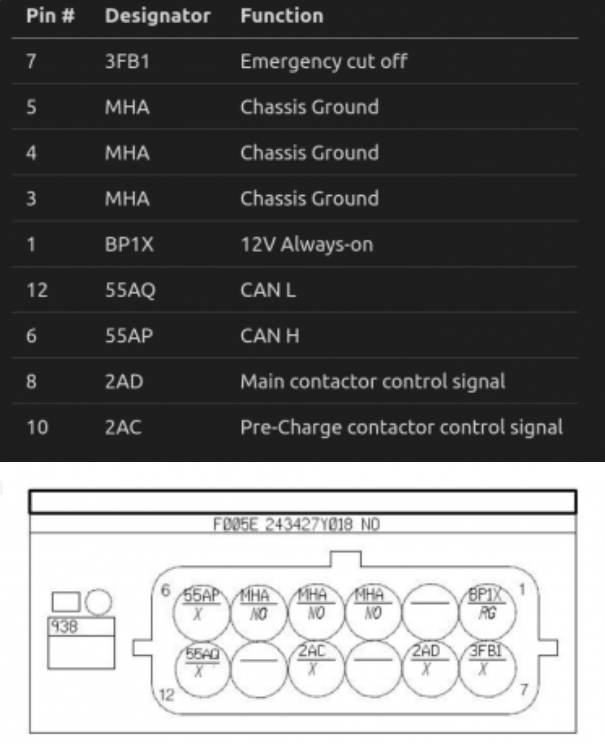 Pin # Designator Function
7 3FB1 Emergency cut off
5 MHA Chassis Ground
4 MHA Chassis Ground
3 MHA Chassis Ground
1 BP1X 12V Always-on
12 55AQ CAN L
6 55AP CAN H
8 2AD Main contactor control signal
10 2AC Pre-Charge contactor control signal
F005E 243427Y018 NO
6 55AP MHA MHA MHA BP1X 1
X NO NO NO RG
938
55AQ 2AC 2AD 3FB1
X X X X
12 7